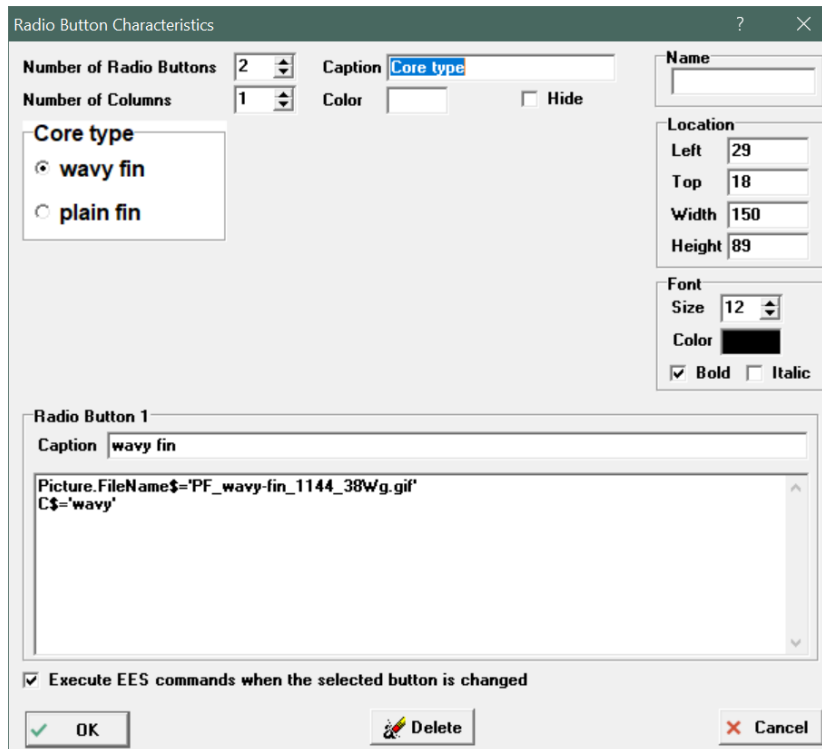 Radio Button Characteristics
Number of Radio Buttons 2 Caption Core type
Number of Columns 1 Color Hide
Name
Core type
wavy fin
plain fin
Location
Left 29
Top 18
Width 150
Height 89
Font
Size 12
Color
Bold Italic
Radio Button 1
Caption wavy fin
Picture.FileName$='PF_wavy-fin_1144_38Wg.gif'
C$='wavy'
Execute EES commands when the selected button is changed
OK Delete Cancel